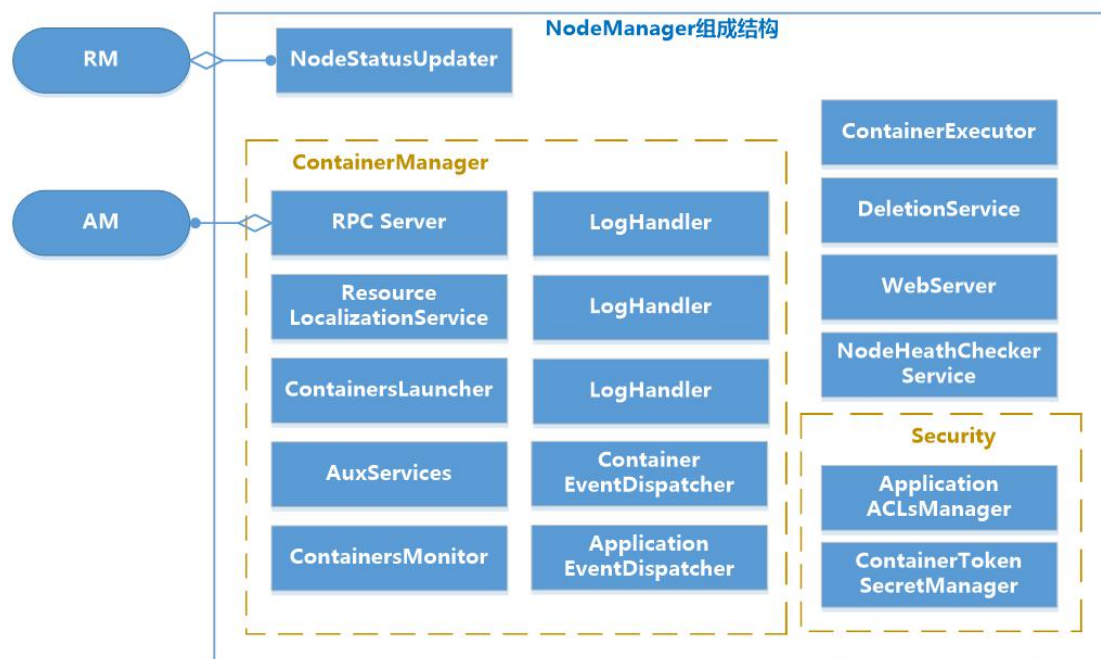 NodeManager组成结构
RM
NodeStatusUpdater
ContainerManager
AM
RPC Server
LogHandler
Resource
LocalizationService
LogHandler
ContainersLauncher
LogHandler
AuxServices
Container
EventDispatcher
ContainersMonitor
Application
EventDispatcher
ContainerExecutor
DeletionService
WebServer
NodeHeathChecker
Service
Security
Application
ACLsManager
ContainerToken
SecretManager